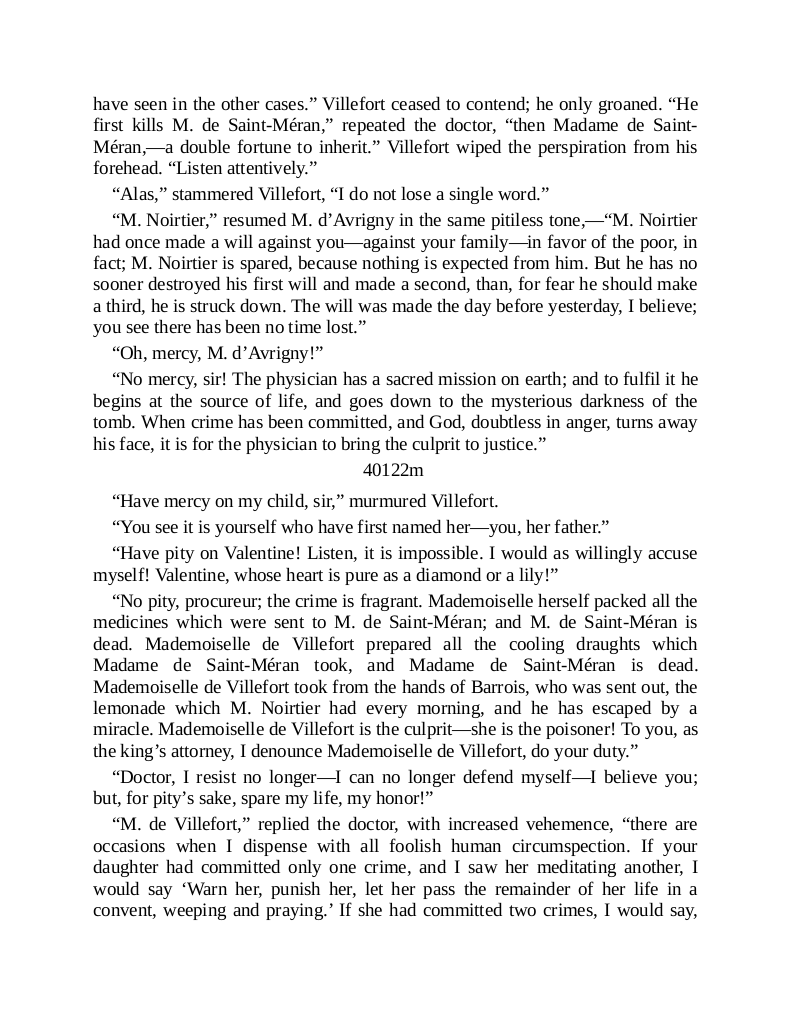 have seen in the other cases.” Villefort ceased to contend; he only groaned. “He
first kills M. de Saint-Méran,” repeated the doctor, “then Madame de Saint-
Méran,—a double fortune to inherit.” Villefort wiped the perspiration from his
forehead. “Listen attentively.”
“Alas,” stammered Villefort, “I do not lose a single word.”
“M. Noirtier,” resumed M. d’Avrigny in the same pitiless tone,—“M. Noirtier
had once made a will against you—against your family—in favor of the poor, in
fact; M. Noirtier is spared, because nothing is expected from him. But he has no
sooner destroyed his first will and made a second, than, for fear he should make
a third, he is struck down. The will was made the day before yesterday, I believe;
you see there has been no time lost.”
“Oh, mercy, M. d’Avrigny!”
“No mercy, sir! The physician has a sacred mission on earth; and to fulfil it he
begins at the source of life, and goes down to the mysterious darkness of the
tomb. When crime has been committed, and God, doubtless in anger, turns away
his face, it is for the physician to bring the culprit to justice.”
40122m
“Have mercy on my child, sir,” murmured Villefort.
“You see it is yourself who have first named her—you, her father.”
“Have pity on Valentine! Listen, it is impossible. I would as willingly accuse
myself! Valentine, whose heart is pure as a diamond or a lily!”
“No pity, procureur; the crime is fragrant. Mademoiselle herself packed all the
medicines which were sent to M. de Saint-Méran; and M. de Saint-Méran is
dead. Mademoiselle de Villefort prepared all the cooling draughts which
Madame de Saint-Méran took, and Madame de Saint-Méran is dead.
Mademoiselle de Villefort took from the hands of Barrois, who was sent out, the
lemonade which M. Noirtier had every morning, and he has escaped by a
miracle. Mademoiselle de Villefort is the culprit—she is the poisoner! To you, as
the king’s attorney, I denounce Mademoiselle de Villefort, do your duty.”
“Doctor, I resist no longer—I can no longer defend myself—I believe you;
but, for pity’s sake, spare my life, my honor!”
“M. de Villefort,” replied the doctor, with increased vehemence, “there are
occasions when I dispense with all foolish human circumspection. If your
daughter had committed only one crime, and I saw her meditating another, I
would say ‘Warn her, punish her, let her pass the remainder of her life in a
convent, weeping and praying.’ If she had committed two crimes, I would say,